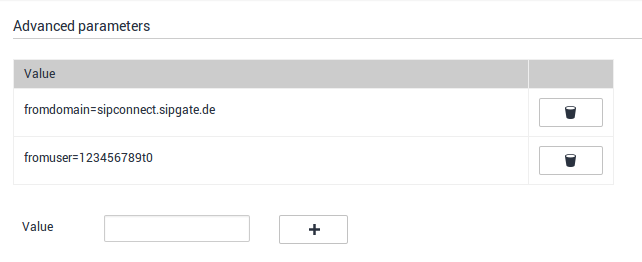 Advanced parameters
Value
fromdomain=sipconnect.sipgate.de
fromuser=123456789t0
Value